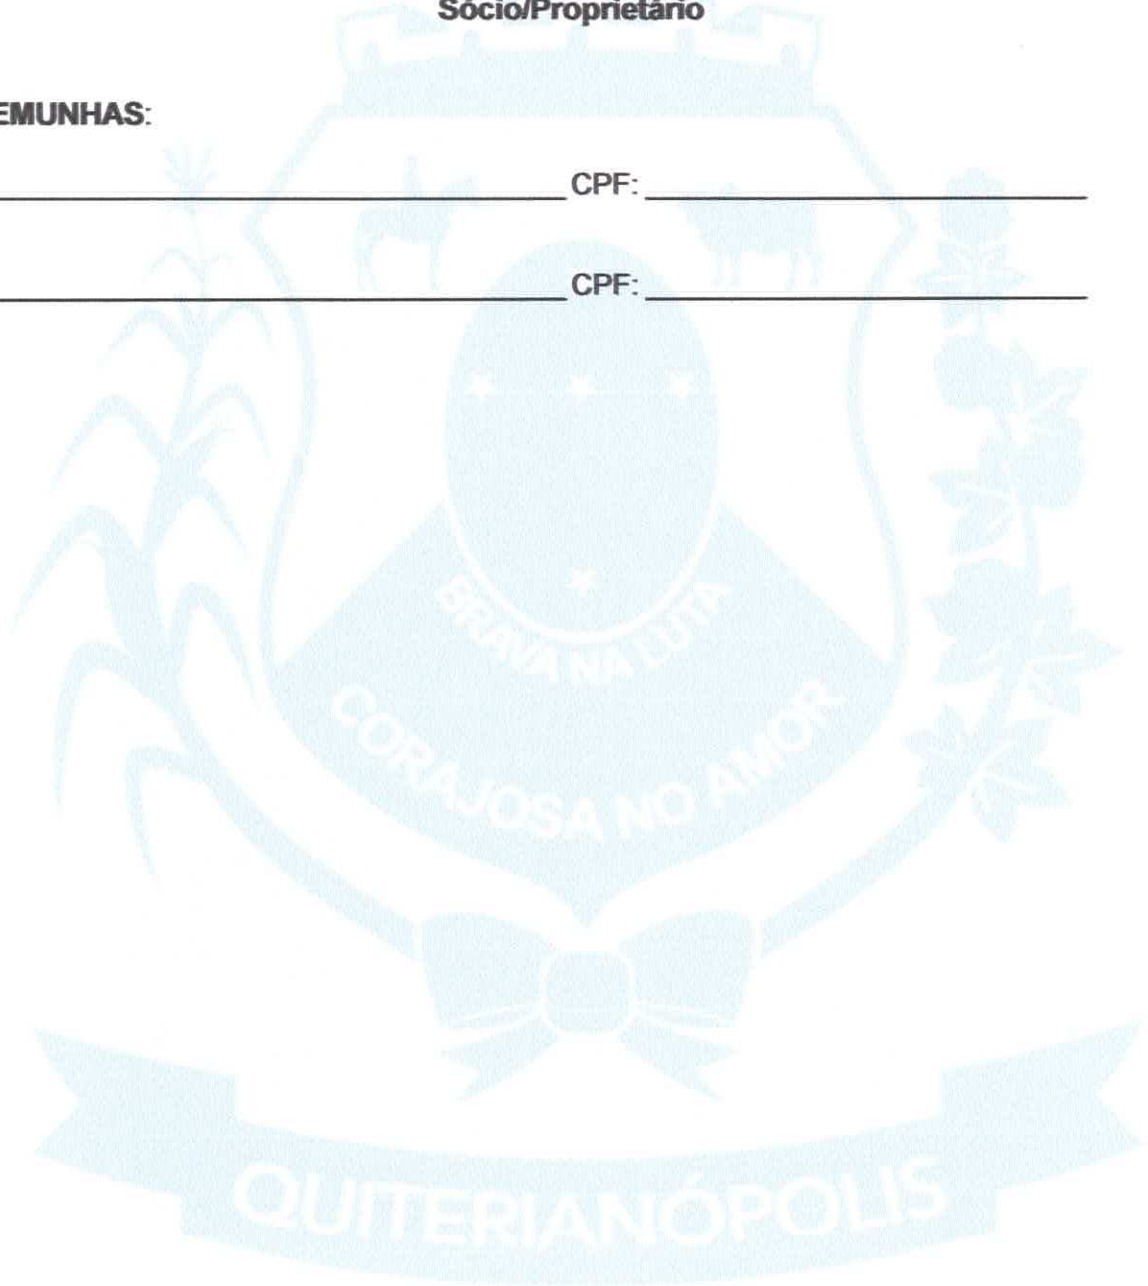 Sócio/Proprietário
EMUNHAS:
CPF:
CPF:
BRAVA NA LUTA
CORAJOSA NO AMOR
QUITERIANÓPOLIS